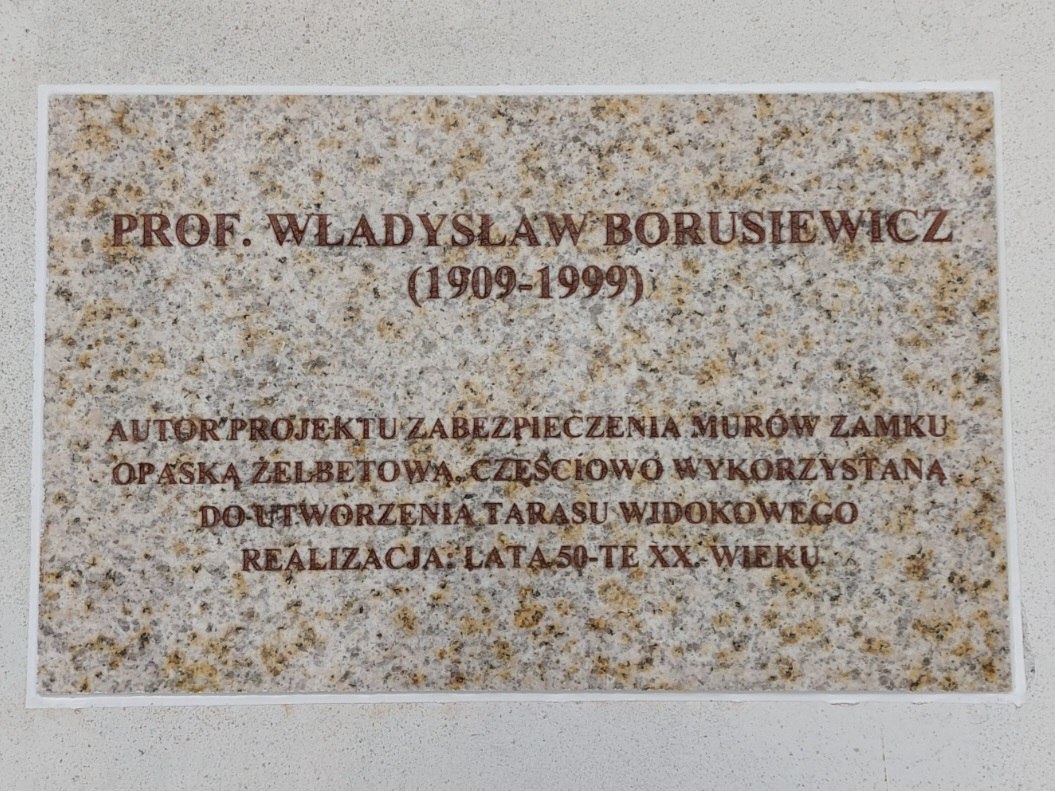 PROF. WŁADYSŁAW BORUSIEWICZ
(1909-1999)
AUTOR PROJEKTU ZABEZPIECZENIA MURÓW ZAMKU
OPASKĄ ŻELBETOWĄ, CZĘŚCIOWO WYKORZYSTANĄ
DO UTWORZENIA TARASU WIDOKOWEGO
REALIZACJA: LATA 50-TE XX. WIEKU